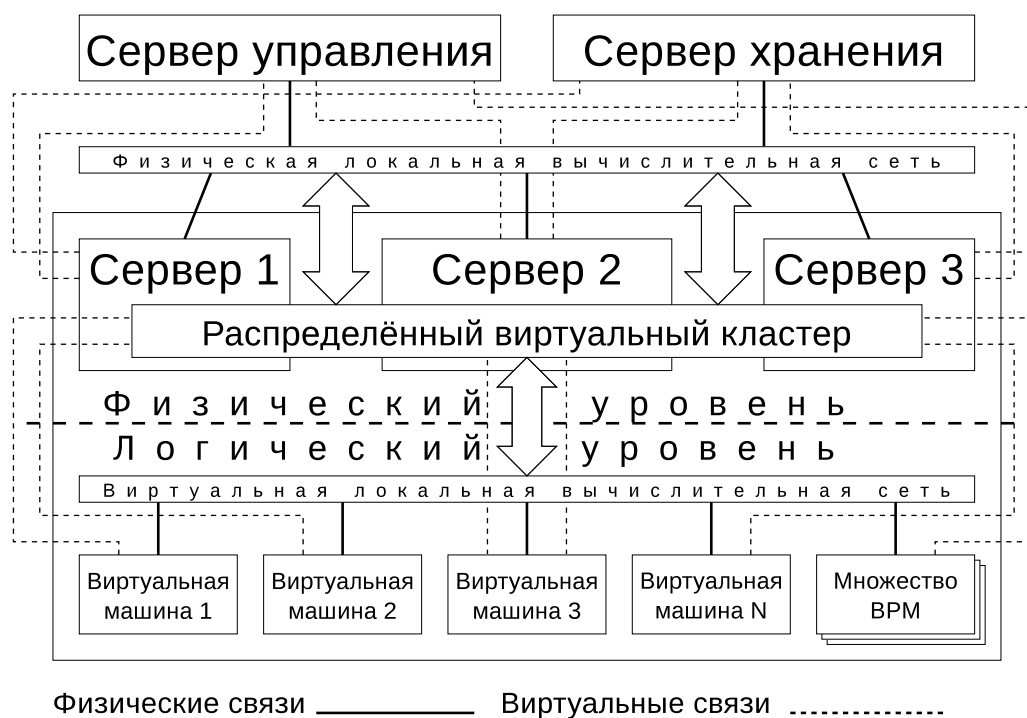 Сервер управления
Сервер хранения
Физическая локальная вычислительная сеть
Сервер 1
Сервер 2
Сервер 3
Распределённый виртуальный кластер
Физический уровень
Логический уровень
Виртуальная локальная вычислительная сеть
Виртуальная
машина 1
Виртуальная
машина 2
Виртуальная
машина 3
Виртуальная
машина N
Множество
ВРМ
Физические связи
Виртуальные связи